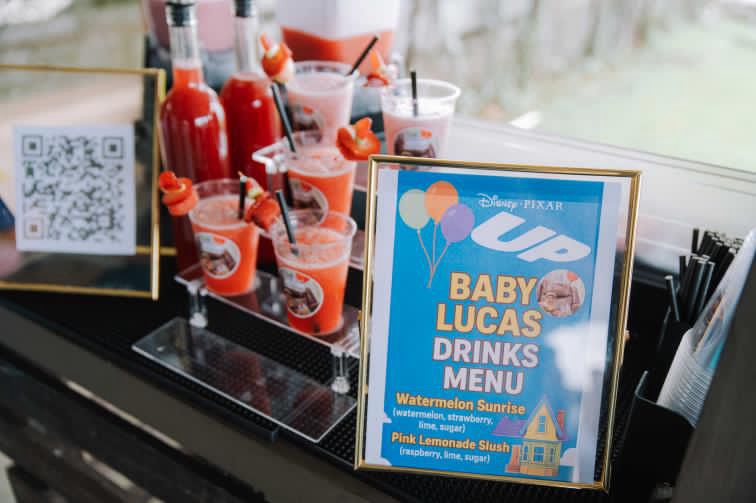 Disney · PIXAR
UP
BABY
LUCAS
DRINKS
MENU
Watermelon Sunrise
(watermelon, strawberry,
lime, sugar)
Pink Lemonade Slush
(raspberry, lime, sugar)